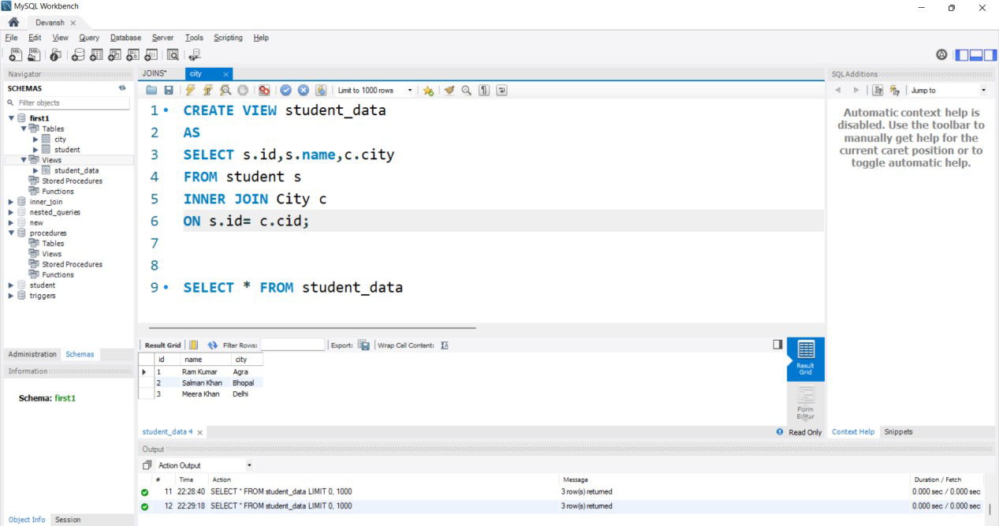 MySQL Workbench
Devansh
File Edit View Query Database Server Tools Scripting Help
Navigator
SCHEMAS
Filter objects
first1
Tables
city
student
Views
student_data
Stored Procedures
Functions
inner_join
nested_queries
new
procedures
Tables
Views
Stored Procedures
Functions
student
triggers
Administration Schemas
Information
Schema: first1
Object Info Session
JOINS* city
Limit to 1000 rows
1 CREATE VIEW student_data
2 AS
3 SELECT s.id,s.name,c.city
4 FROM student s
5 INNER JOIN City c
6 ON s.id= c.cid;
7
8
9 SELECT * FROM student_data
Result Grid Filter Rows: Export: Wrap Cell Content:
id name city
1 Ram Kumar Agra
2 Salman Khan Bhopal
3 Meera Khan Delhi
Result
Grid
Form
Editor
student_data 4
Read Only
Output
Action Output
# Time Action Message Duration / Fetch
11 22:28:40 SELECT * FROM student_data LIMIT 0, 1000 3 row(s) returned 0.000 sec / 0.000 sec
12 22:29:18 SELECT * FROM student_data LIMIT 0, 1000 3 row(s) returned 0.000 sec / 0.000 sec
SQLAdditions
Jump to
Automatic context help is
disabled. Use the toolbar to
manually get help for the
current caret position or to
toggle automatic help.
Context Help Snippets